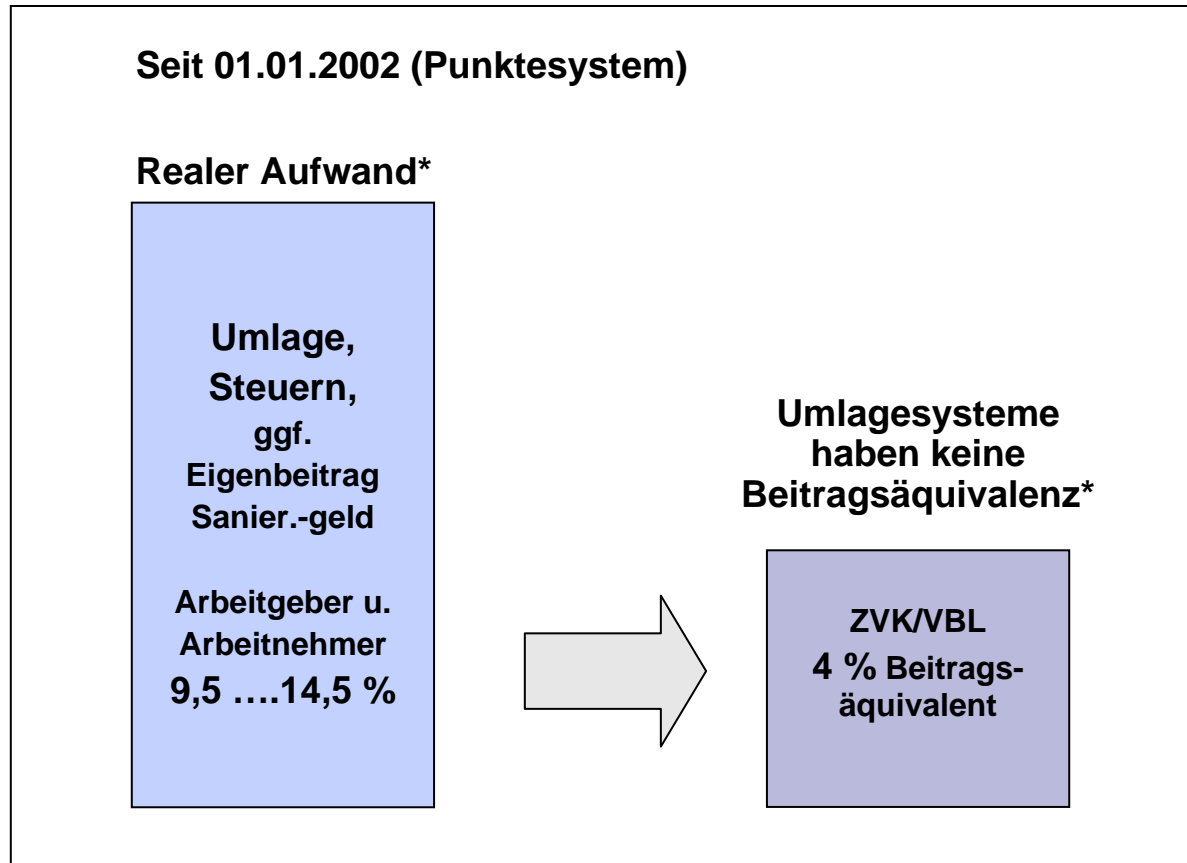 Seit 01.01.2002 (Punktesystem)
Realer Aufwand*
Umlage,
Steuern,
ggf.
Eigenbeitrag
Sanier.-geld
Arbeitgeber u.
Arbeitnehmer
9,5 ….14,5 %
Umlagesysteme
haben keine
Beitragsäquivalenz*
ZVK/VBL
4 % Beitrags-
äquivalent